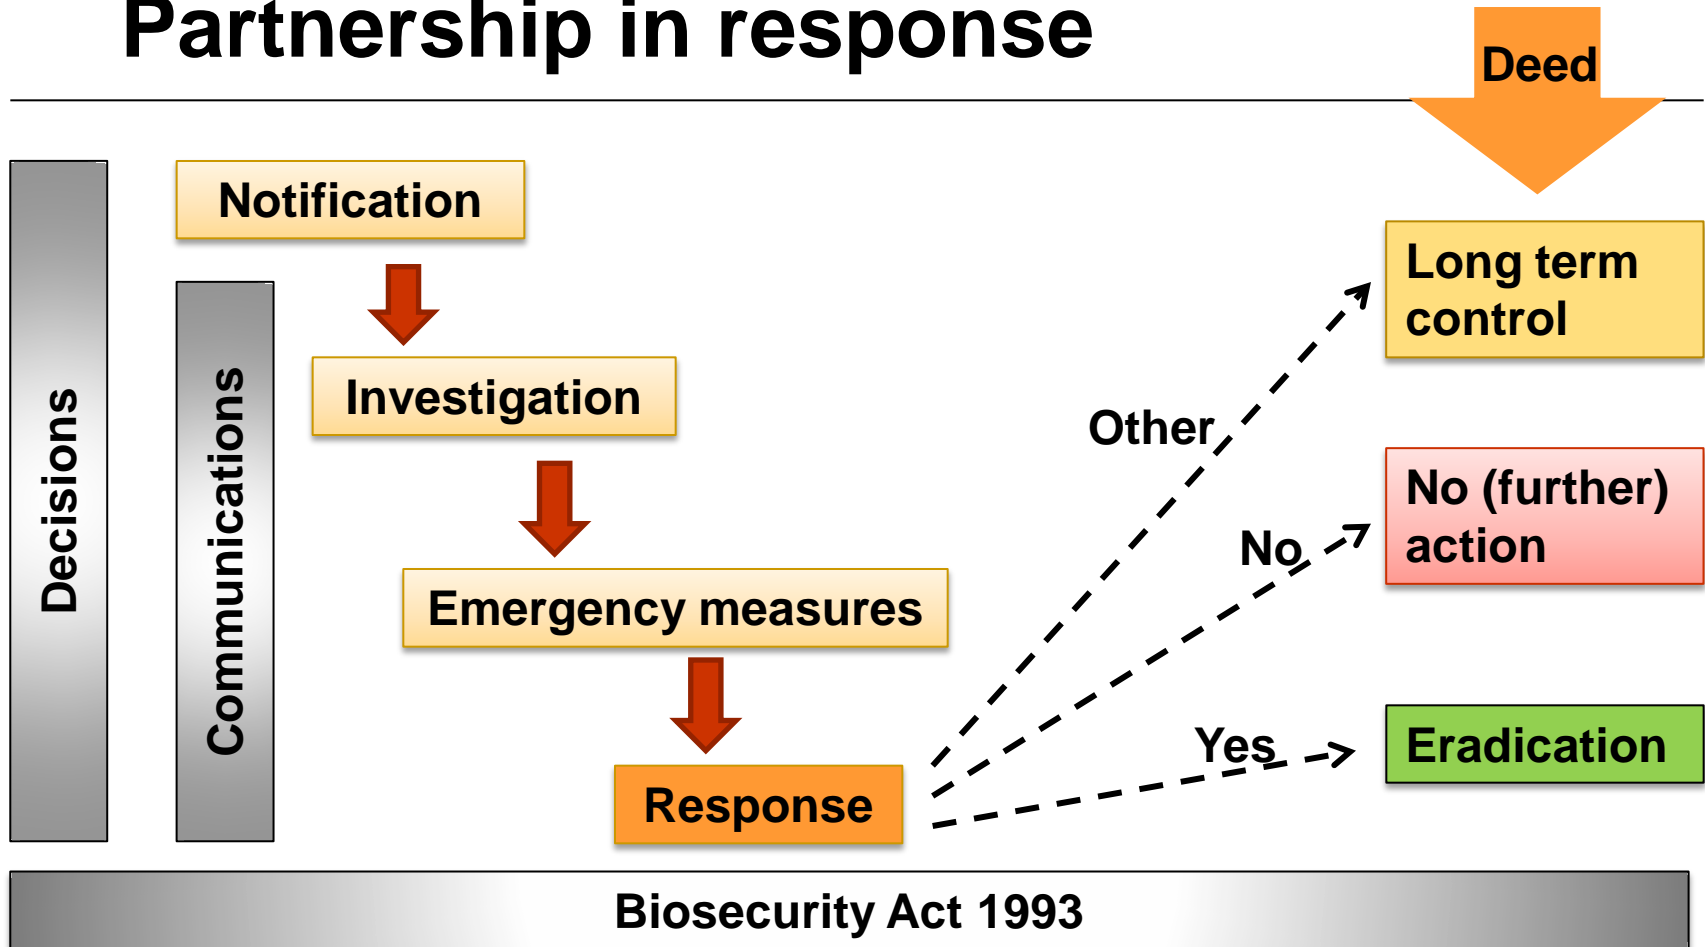 Partnership in response
Deed
Decisions
Communications
Notification
Investigation
Emergency measures
Response
Other
No
Yes
Long term
control
No (further)
action
Eradication
Biosecurity Act 1993